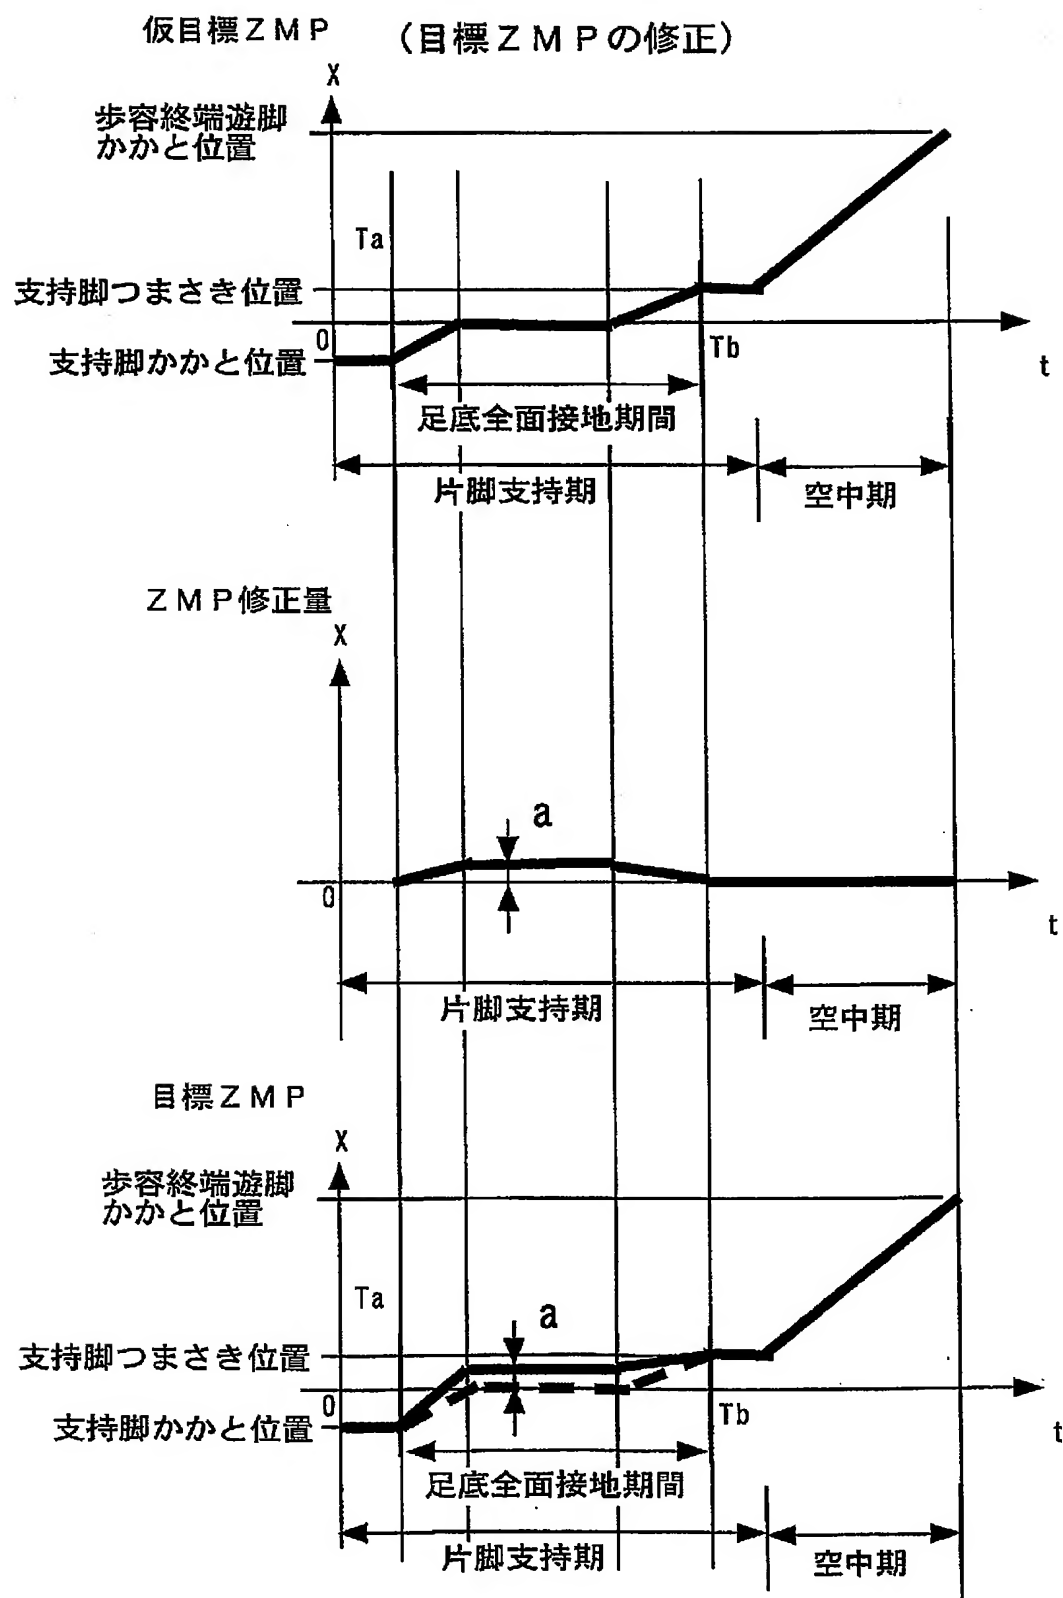 仮目標ZMP
（目標ZMPの修正）
X
歩容終端遊脚
かかと位置
Ta
支持脚つまさき位置
0
Tb
支持脚かかと位置
t
足底全面接地期間
片脚支持期
空中期
ZMP修正量
X
a
0
t
片脚支持期
空中期
目標ZMP
X
歩容終端遊脚
かかと位置
Ta
a
支持脚つまさき位置
0
Tb
支持脚かかと位置
t
足底全面接地期間
片脚支持期
空中期